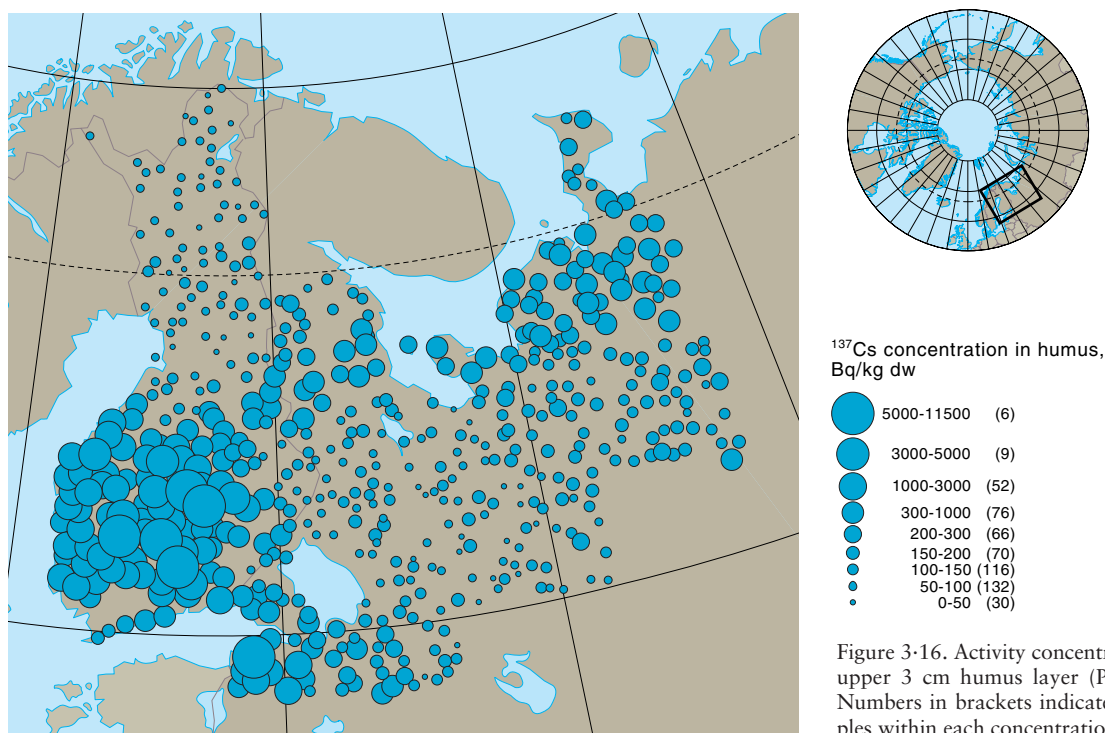 ¹³⁷Cs concentration in humus,
Bq/kg dw
5000-11500 (6)
3000-5000 (9)
1000-3000 (52)
300-1000 (76)
200-300 (66)
150-200 (70)
100-150 (116)
50-100 (132)
0-50 (30)
Figure 3·16. Activity concentr
upper 3 cm humus layer (P
Numbers in brackets indicate
ples within each concentration